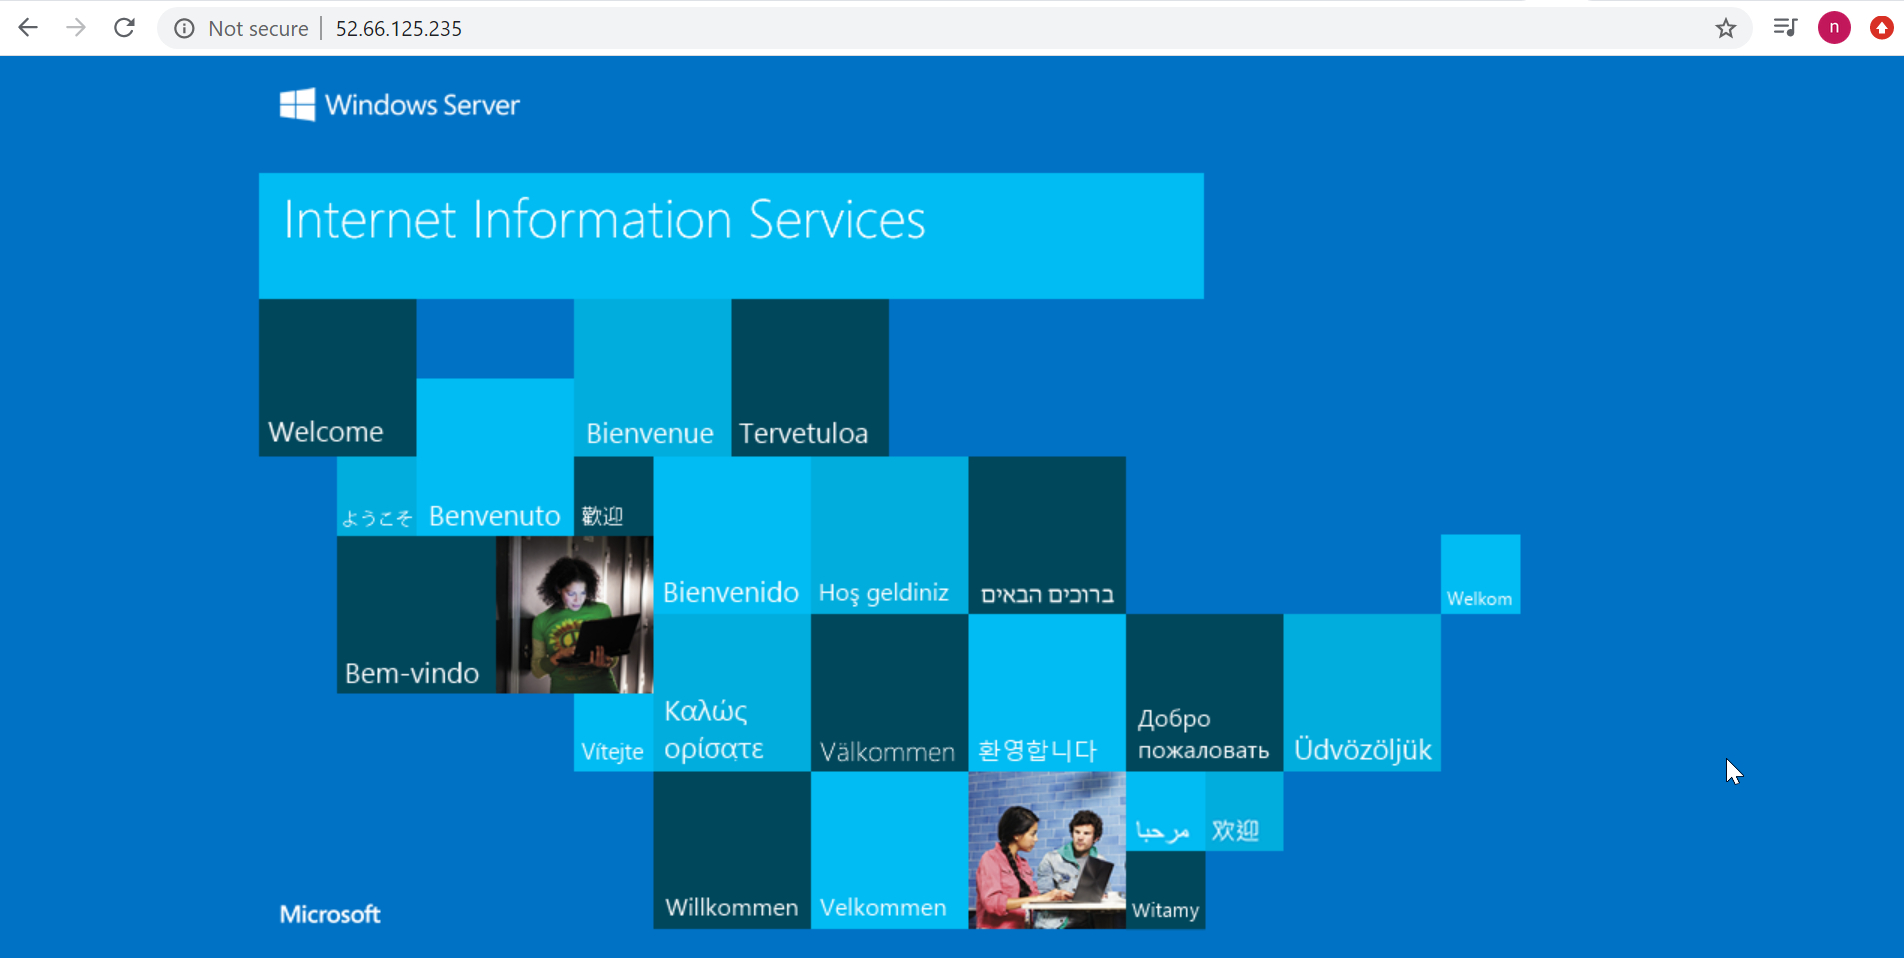 Not secure
52.66.125.235
n
Windows Server
Internet Information Services
Welcome
Bienvenue
Tervetuloa
ようこそ
Benvenuto
歡迎
Bienvenido
Hoş geldiniz
ברוכים הבאים
Welkom
Bem-vindo
Vítejte
Καλώς
ορίσατε
Välkommen
환영합니다
Добро
пожаловать
Üdvözöljük
مرحبا
欢迎
Willkommen
Velkommen
Witamy
Microsoft